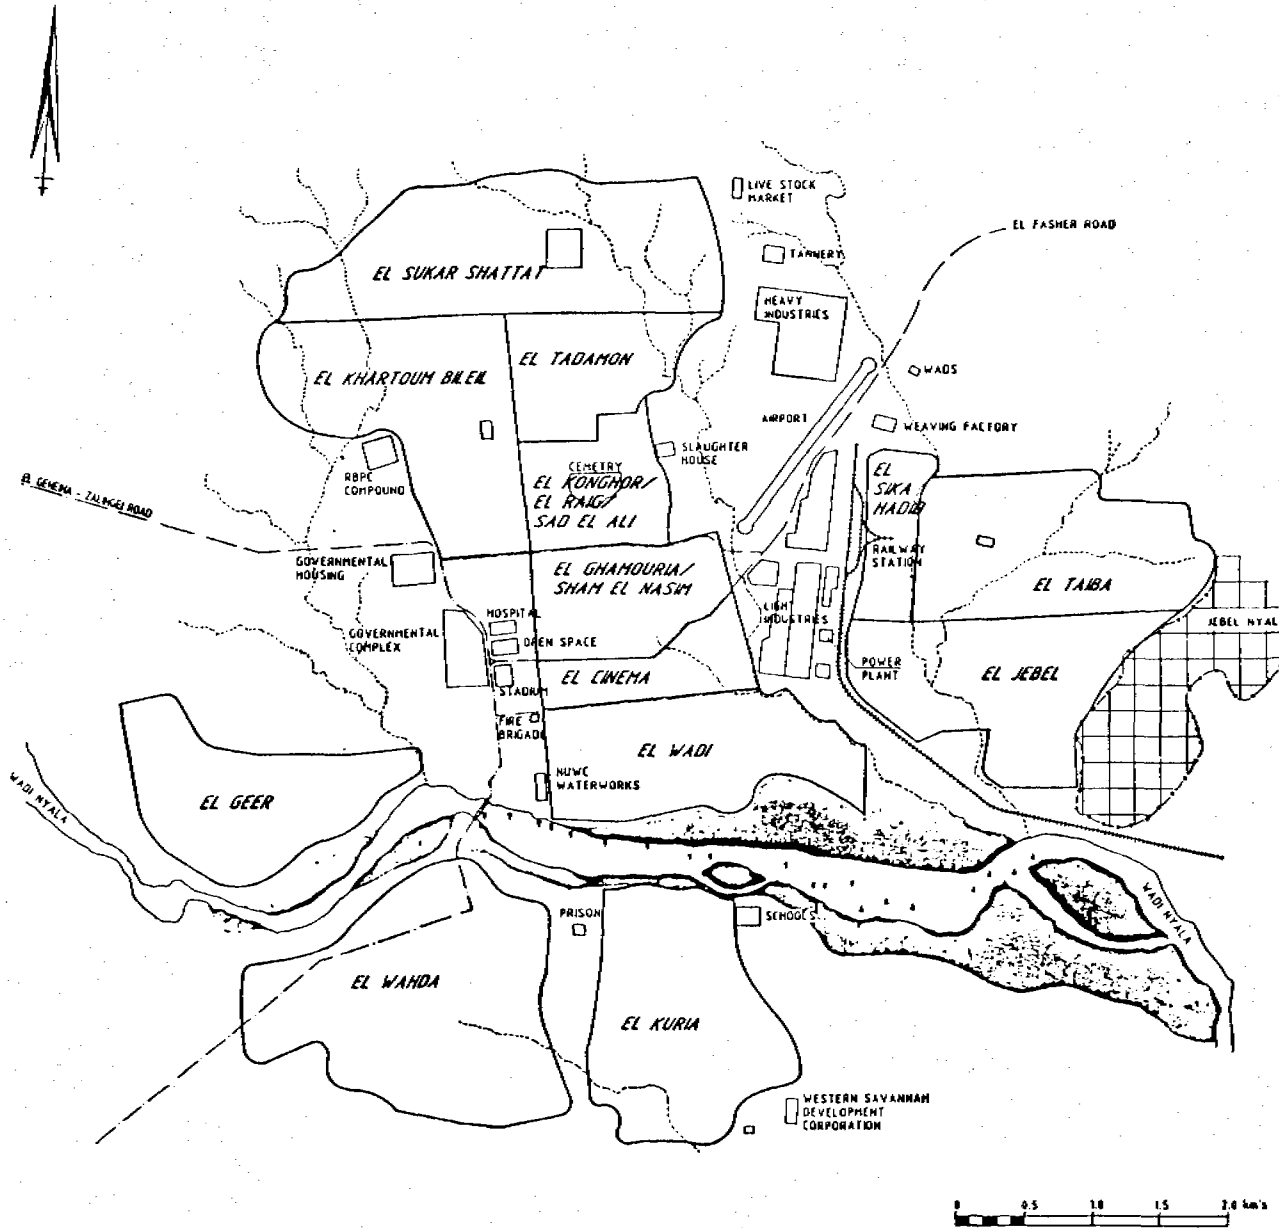 LIVE STOCK
MARKET
EL FASHER ROAD
TANNERY
EL SUKAR SHATTAT
HEAVY
INDUSTRIES
EL TADAMON
EL KHARTOUM BILEIL
WADS
AIRPORT
WEAVING FACTORY
SLAUGHTER
HOUSE
CEMETRY
EL KONGHOR/
EL RAIG/
SAD EL ALI
EL
SIKA
HADID
RBPC
COMPOUND
EL GENEINA - ZALINGEI ROAD
RAILWAY
STATION
GOVERNMENTAL
HOUSING
EL GHAMOURIA/
SHAM EL NASIM
EL TAIBA
HOSPITAL
LIGHT
INDUSTRIES
JEBEL NYAL
GOVERNMENTAL
COMPLEX
OPEN SPACE
POWER
PLANT
EL CINEMA
EL JEBEL
STADIUM
FIRE
BRIGADE
EL WADI
NUWC
WATERWORKS
WADI NYALA
EL GEER
WADI NYALA
PRISON
SCHOOLS
EL WAHDA
EL KURIA
WESTERN SAVANNAH
DEVELOPMENT
CORPORATION
0 0.5 1.0 1.5 2.0 km's